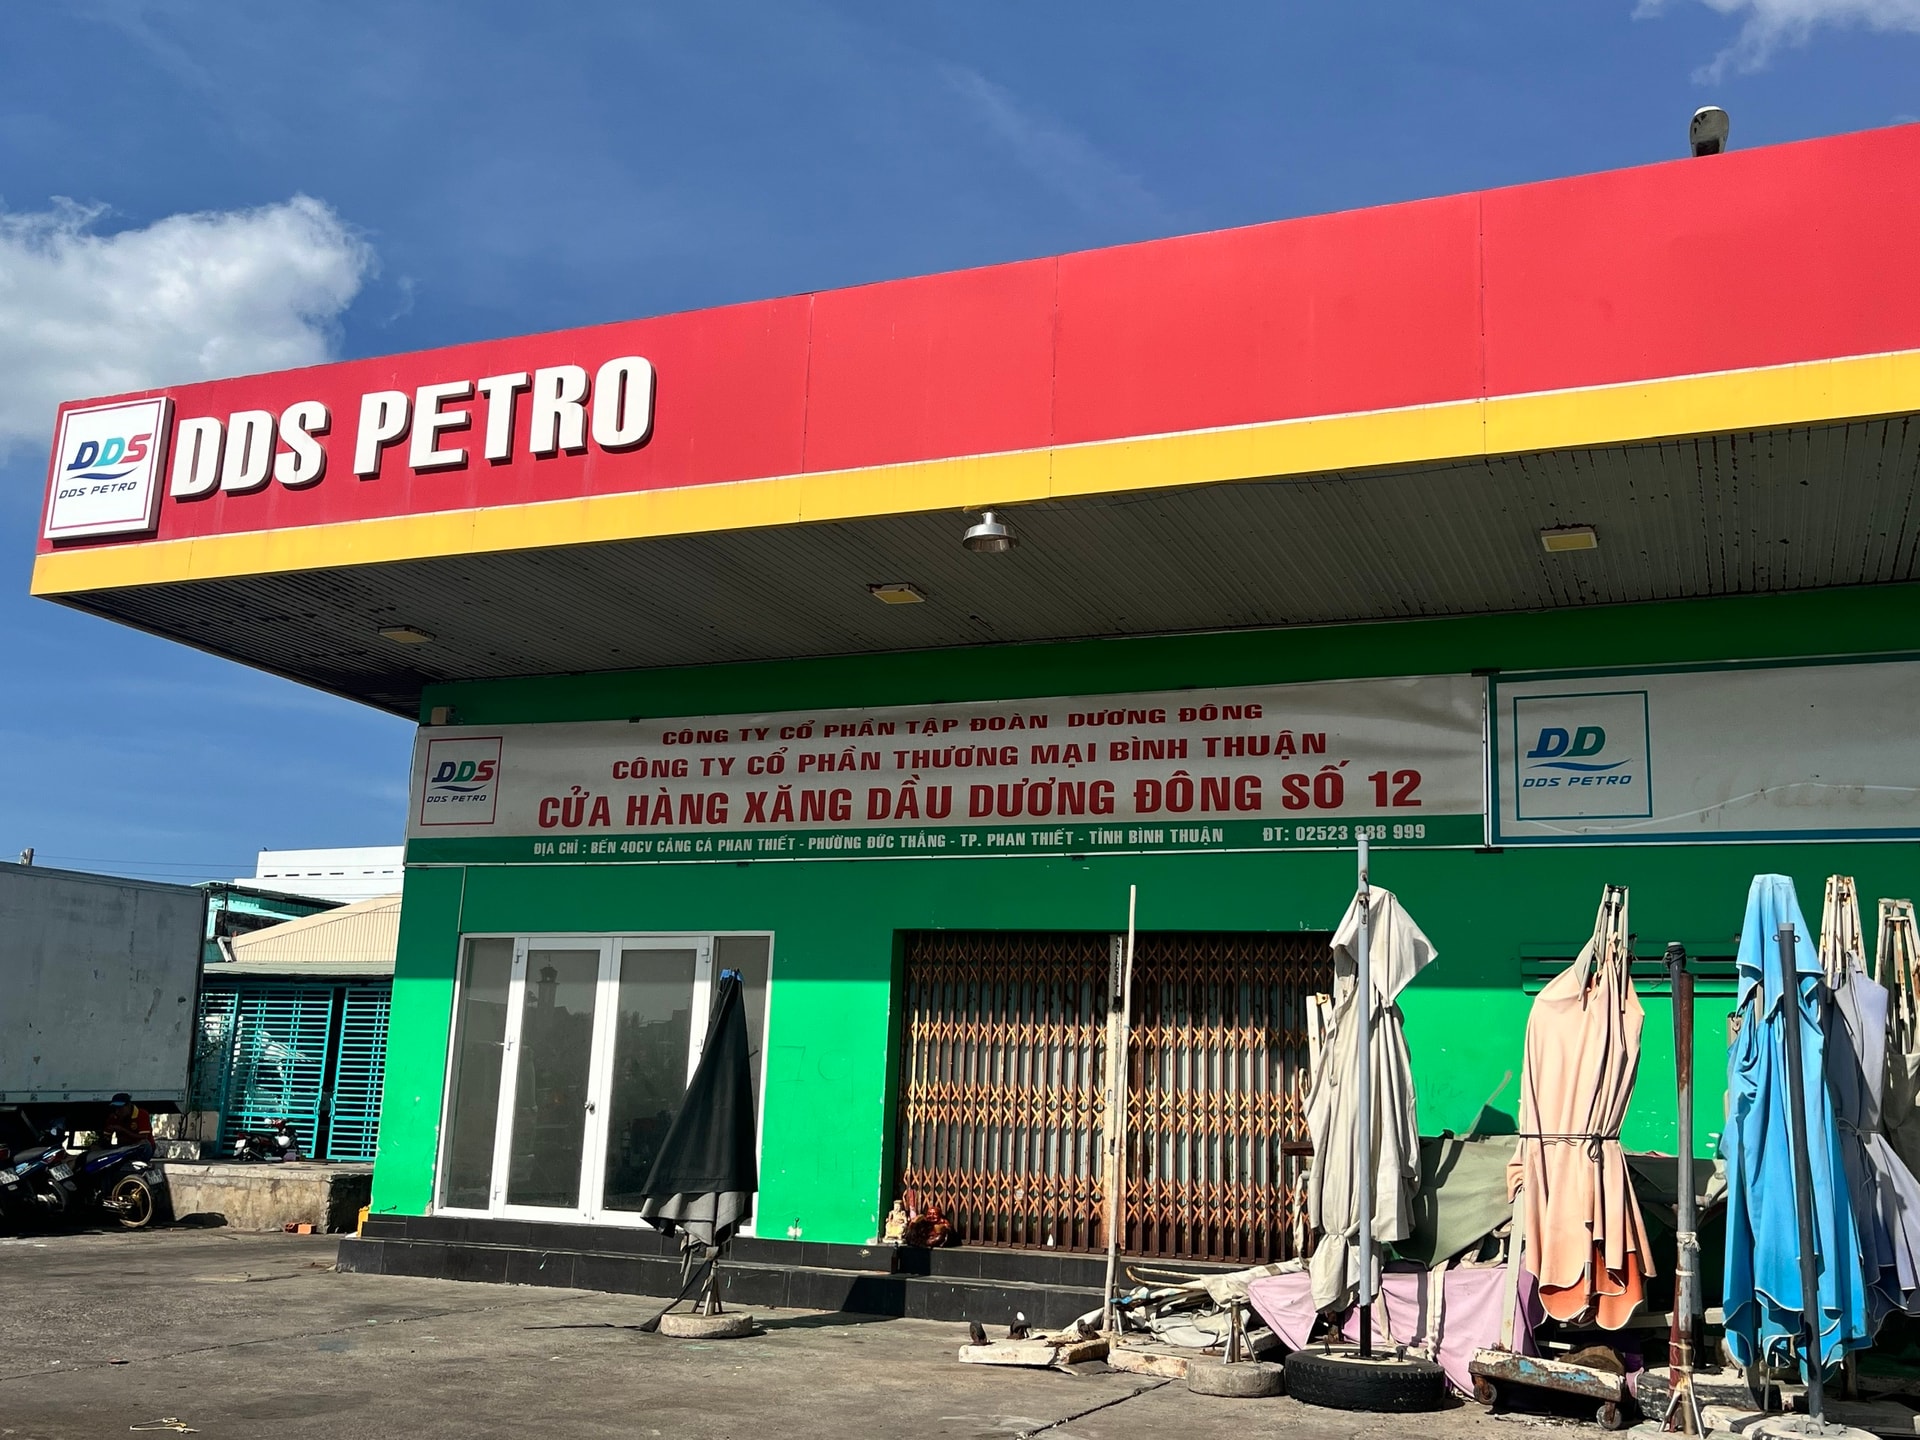 DDS
DDS PETRO
DDS PETRO
DDS
DDS PETRO
CÔNG TY CỔ PHẦN TẬP ĐOÀN DƯƠNG ĐÔNG
CÔNG TY CỔ PHẦN THƯƠNG MẠI BÌNH THUẬN
CỬA HÀNG XĂNG DẦU DƯƠNG ĐÔNG SỐ 12
ĐỊA CHỈ : BẾN 40CV CẢNG CÁ PHAN THIẾT - PHƯỜNG ĐỨC THẮNG - TP. PHAN THIẾT - TỈNH BÌNH THUẬN ĐT: 02523 888 999
DD
DDS PETRO